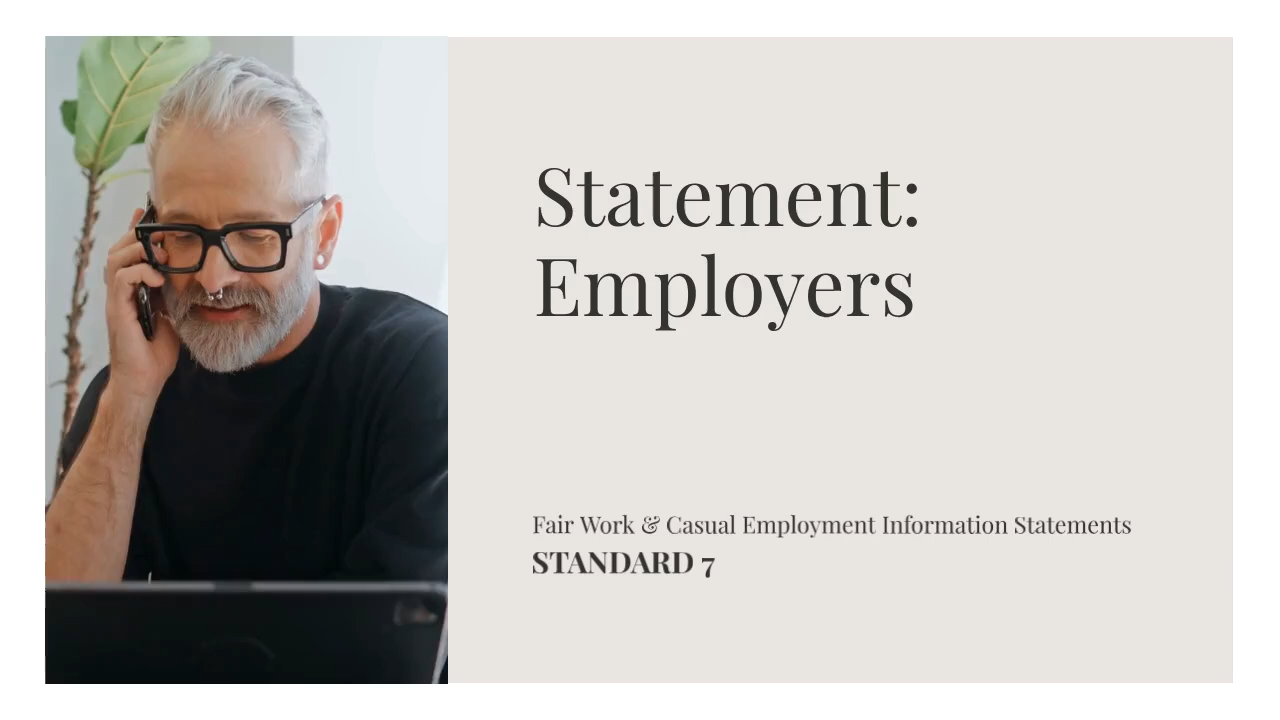 Statement:
Employers
Fair Work & Casual Employment Information Statements
STANDARD 7